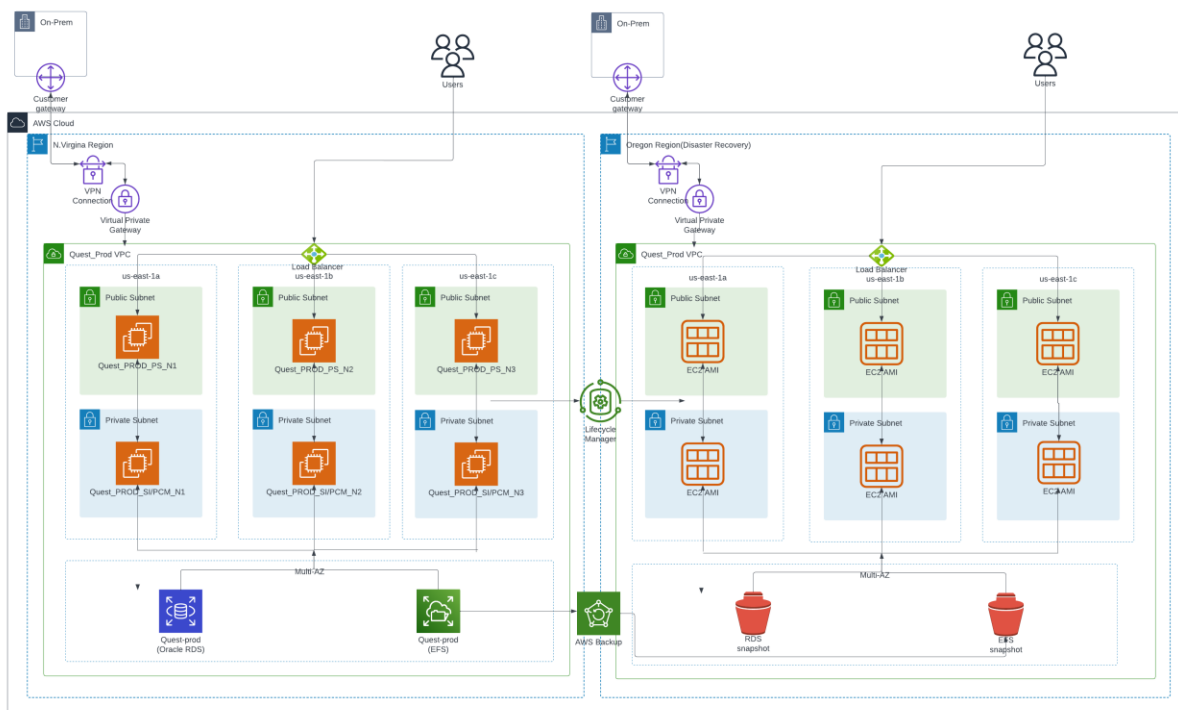 On-Prem
Customer
gateway
Users
On-Prem
Customer
gateway
Users
AWS Cloud
N.Virgina Region
VPN
Connection
Virtual Private
Gateway
Quest_Prod VPC
Load Balancer
us-east-1a
us-east-1b
us-east-1c
Public Subnet
Public Subnet
Public Subnet
Quest_PROD_PS_N1
Quest_PROD_PS_N2
Quest_PROD_PS_N3
Private Subnet
Private Subnet
Private Subnet
Quest_PROD_SI/PCM_N1
Quest_PROD_SI/PCM_N2
Quest_PROD_SI/PCM_N3
Multi-AZ
Quest-prod
(Oracle RDS)
Quest-prod
(EFS)
Lifecycle
Manager
AWS Backup
Oregon Region(Disaster Recovery)
VPN
Connection
Virtual Private
Gateway
Quest_Prod VPC
Load Balancer
us-east-1a
us-east-1b
us-east-1c
Public Subnet
Public Subnet
Public Subnet
EC2 AMI
EC2 AMI
EC2 AMI
Private Subnet
Private Subnet
Private Subnet
EC2 AMI
EC2 AMI
EC2 AMI
Multi-AZ
RDS
snapshot
EFS
snapshot